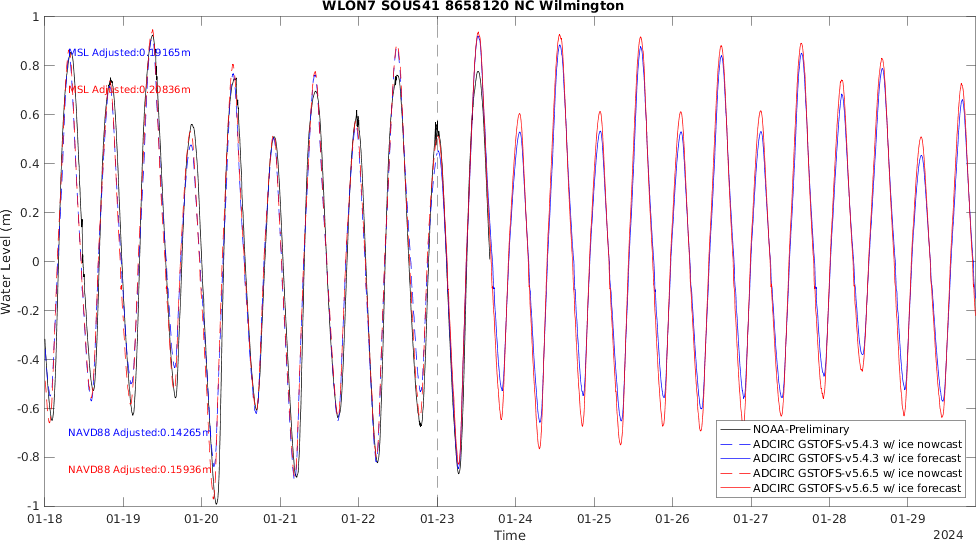 WLON7 SOUS41 8658120 NC Wilmington
1
0.8
0.6
0.4
0.2
0
-0.2
-0.4
-0.6
-0.8
-1
Water Level (m)
MSL Adjusted:0.19165m
MSL Adjusted:0.20836m
NAVD88 Adjusted:0.14265m
NAVD88 Adjusted:0.15936m
NOAA-Preliminary
ADCIRC GSTOFS-v5.4.3 w/ ice nowcast
ADCIRC GSTOFS-v5.4.3 w/ ice forecast
ADCIRC GSTOFS-v5.6.5 w/ ice nowcast
ADCIRC GSTOFS-v5.6.5 w/ ice forecast
01-18 01-19 01-20 01-21 01-22 01-23 01-24 01-25 01-26 01-27 01-28 01-29
Time
2024